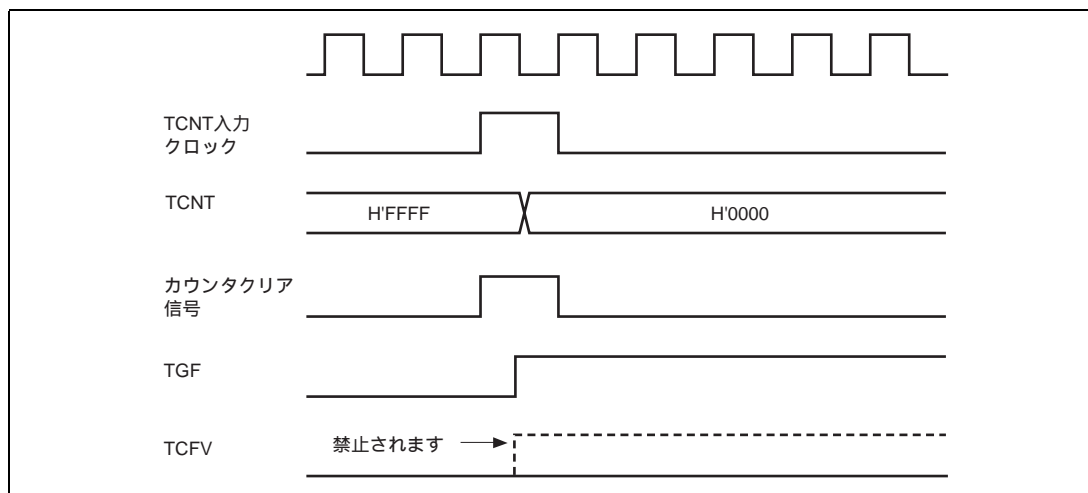 TCNT入力
クロック
TCNT
H'FFFF
H'0000
カウンタクリア
信号
TGF
TCFV
禁止されます